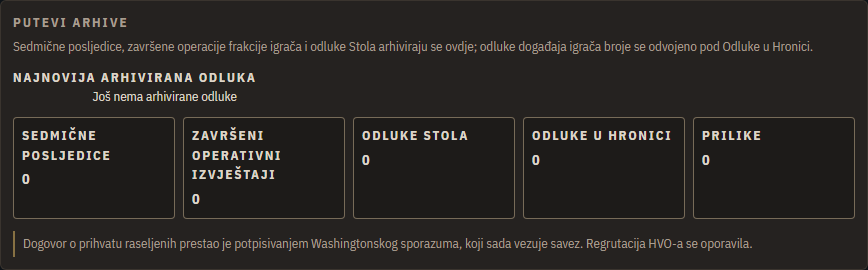 PUTEVI ARHIVE
Sedmične posljedice, završene operacije frakcije igrača i odluke Stola arhiviraju se ovdje; odluke događaja igrača broje se odvojeno pod Odluke u Hronici.
NAJNOVIJA ARHIVIRANA ODLUKA
Još nema arhivirane odluke
SEDMIČNE
POSLJEDICE
0
ZAVRŠENI
OPERATIVNI
IZVJEŠTAJI
0
ODLUKE STOLA
0
ODLUKE U HRONICI
0
PRILIKE
0
Dogovor o prihvatu raseljenih prestao je potpisivanjem Washingtonskog sporazuma, koji sada vezuje savez. Regrutacija HVO-a se oporavila.